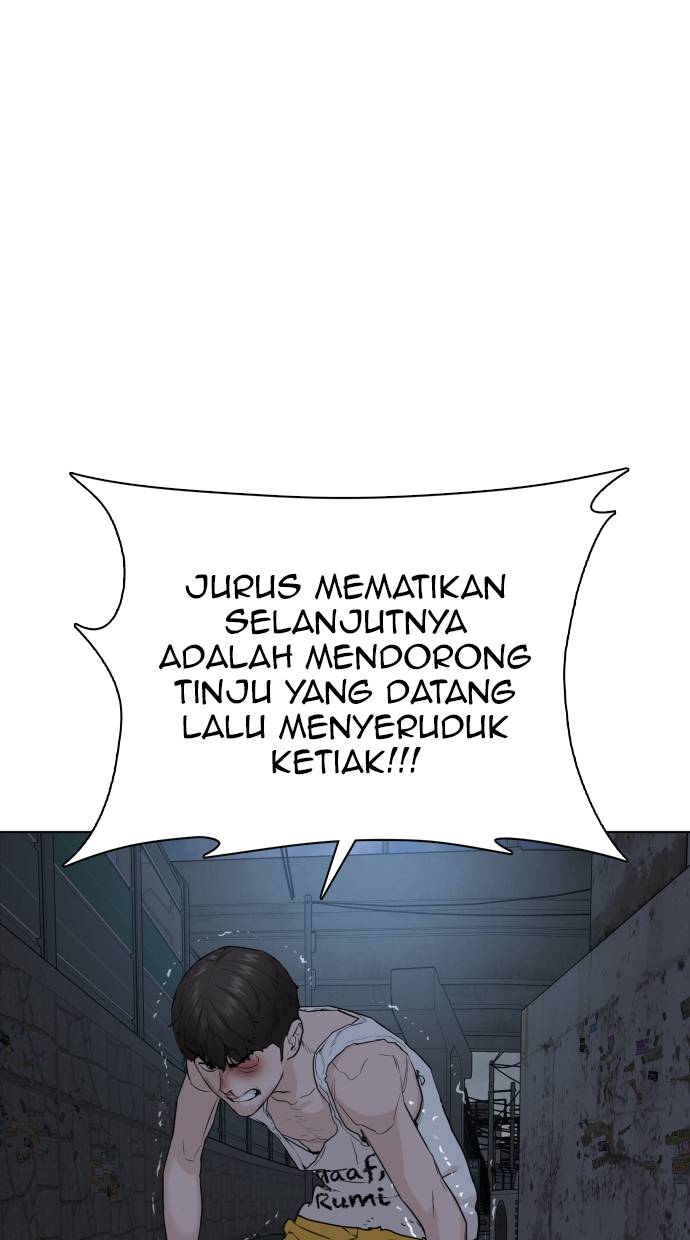 JURUS MEMATIKAN
SELANJUTNYA
ADALAH MENDORONG
TINJU YANG DATANG
LALU MENYERUDUK
KETIAK!!!
Maaf,
Rumi